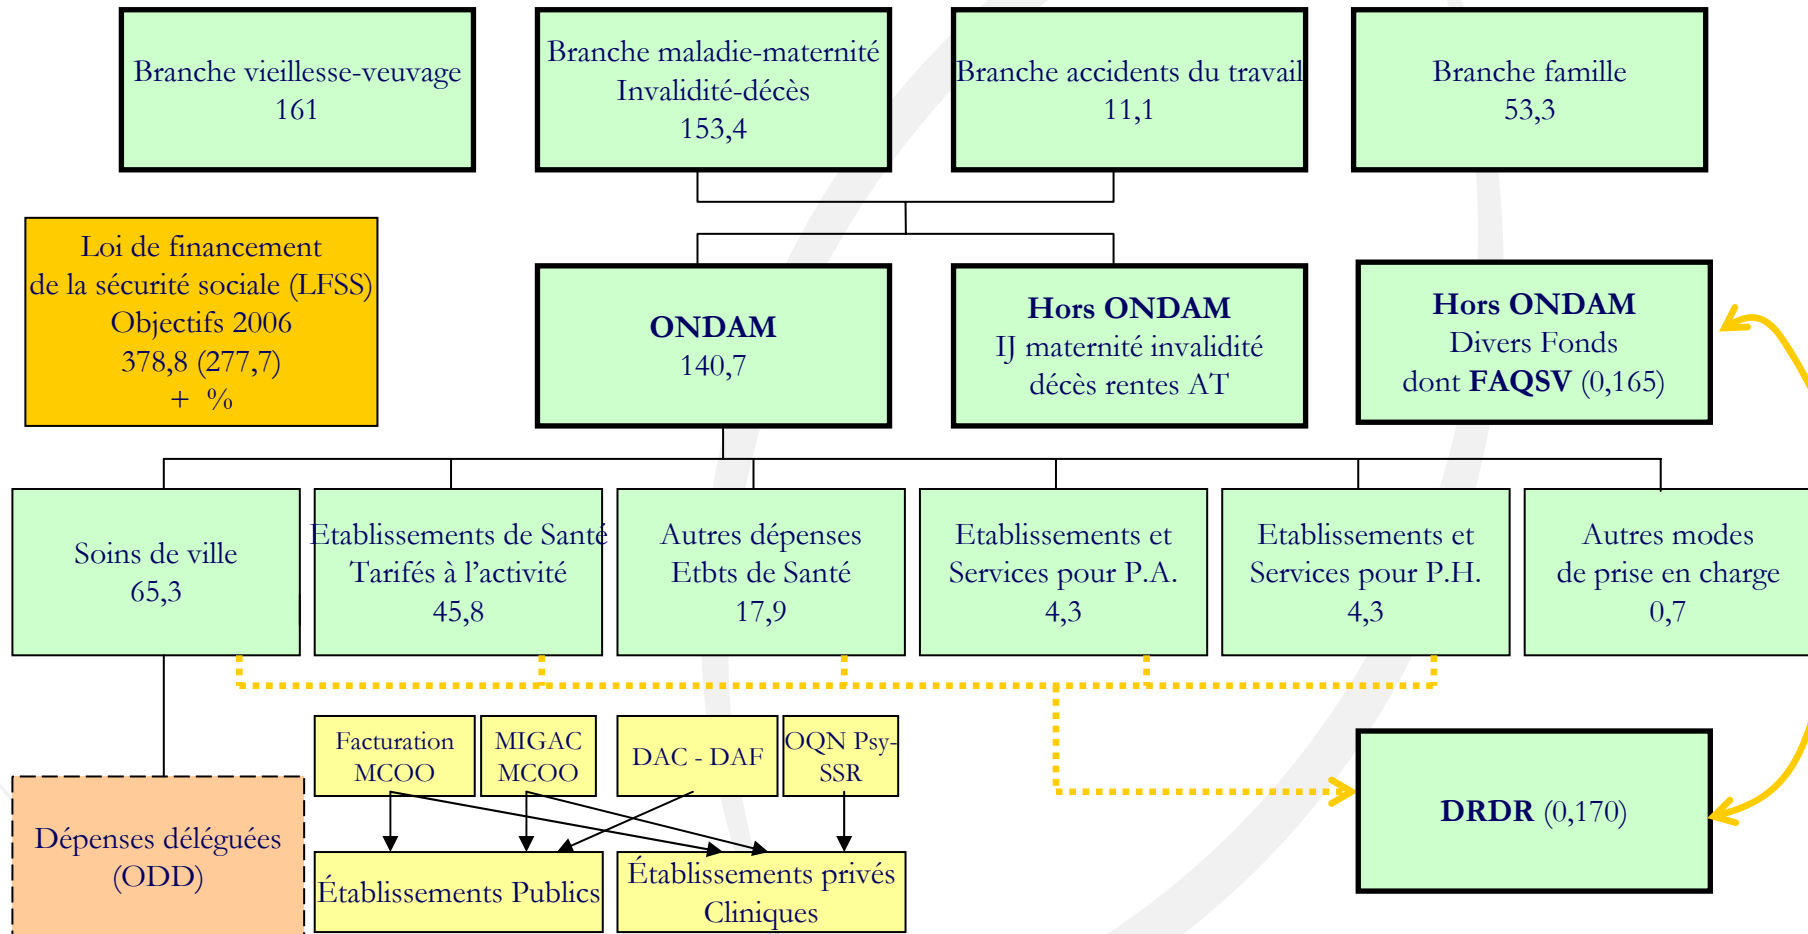 Branche vieillesse-veuvage
161
Branche maladie-maternité
Invalidité-décès
153,4
Branche accidents du travail
11,1
Branche famille
53,3
Loi de financement
de la sécurité sociale (LFSS)
Objectifs 2006
378,8 (277,7)
+ %
ONDAM
140,7
Hors ONDAM
IJ maternité invalidité
décès rentes AT
Hors ONDAM
Divers Fonds
dont FAQSV (0,165)
Soins de ville
65,3
Etablissements de Santé
Tarifés à l’activité
45,8
Autres dépenses
Etbts de Santé
17,9
Etablissements et
Services pour P.A.
4,3
Etablissements et
Services pour P.H.
4,3
Autres modes
de prise en charge
0,7
Facturation
MCOO
MIGAC
MCOO
DAC - DAF
OQN Psy-
SSR
DRDR (0,170)
Dépenses déléguées
(ODD)
Établissements Publics
Établissements privés
Cliniques